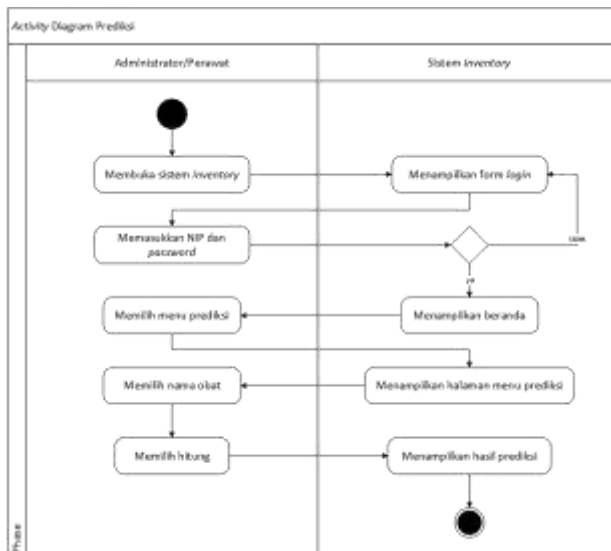 Activity Diagram Prediksi
Administrator/Perawat
Sistem Inventory
Membuka sistem inventory
Menampilkan form login
Memasukkan NIP dan
password
ya
Memilih menu prediksi
Menampilkan beranda
Memilih nama obat
Menampilkan halaman menu prediksi
Memilih hitung
Menampilkan hasil prediksi
Phase